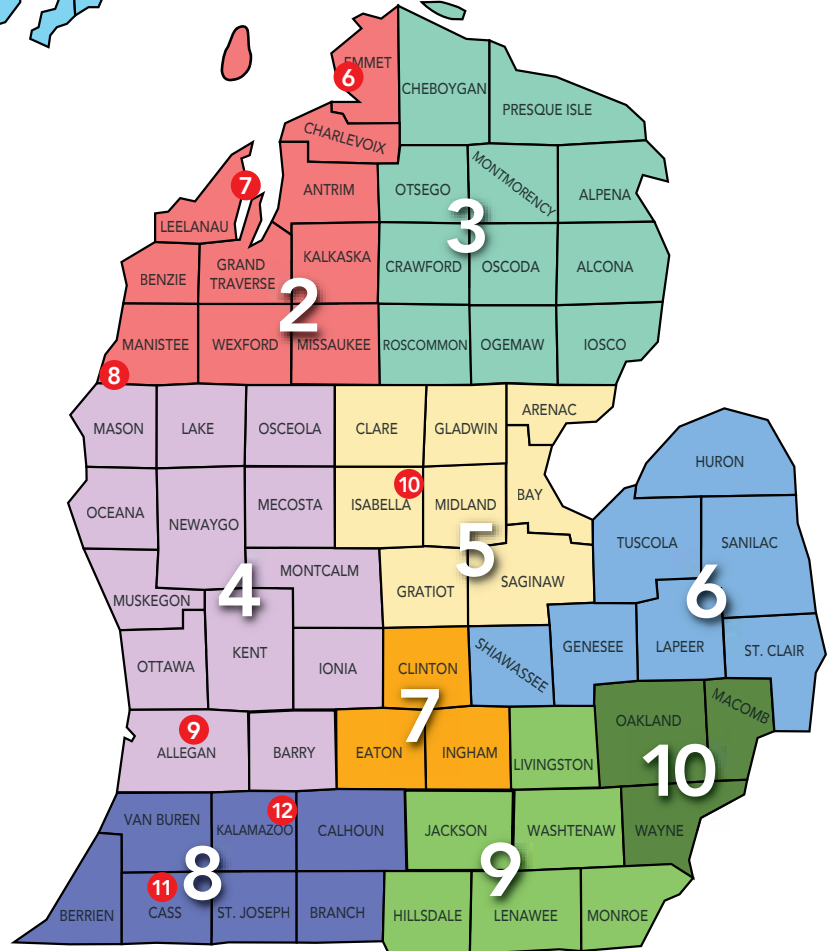 EMMET
6
CHEBOYGAN
PRESQUE ISLE
CHARLEVOIX
7
ANTRIM
OTSEGO
MONTMORENCY
ALPENA
LEELANAU
3
BENZIE
GRAND
TRAVERSE
KALKASKA
CRAWFORD
OSCODA
ALCONA
2
MANISTEE
WEXFORD
MISSAUKEE
ROSCOMMON
OGEMAW
IOSCO
8
MASON
LAKE
OSCEOLA
CLARE
GLADWIN
ARENAC
HURON
10
OCEANA
NEWAYGO
MECOSTA
ISABELLA
MIDLAND
BAY
5
TUSCOLA
SANILAC
MUSKEGON
4
MONTCALM
GRATIOT
SAGINAW
6
OTTAWA
KENT
IONIA
CLINTON
SHIAWASSEE
GENESEE
LAPEER
ST. CLAIR
7
9
ALLEGAN
BARRY
EATON
INGHAM
LIVINGSTON
OAKLAND
MACOMB
10
VAN BUREN
12
KALAMAZOO
CALHOUN
JACKSON
WASHTENAW
WAYNE
8
9
11
BERRIEN
CASS
ST. JOSEPH
BRANCH
HILLSDALE
LENAWEE
MONROE